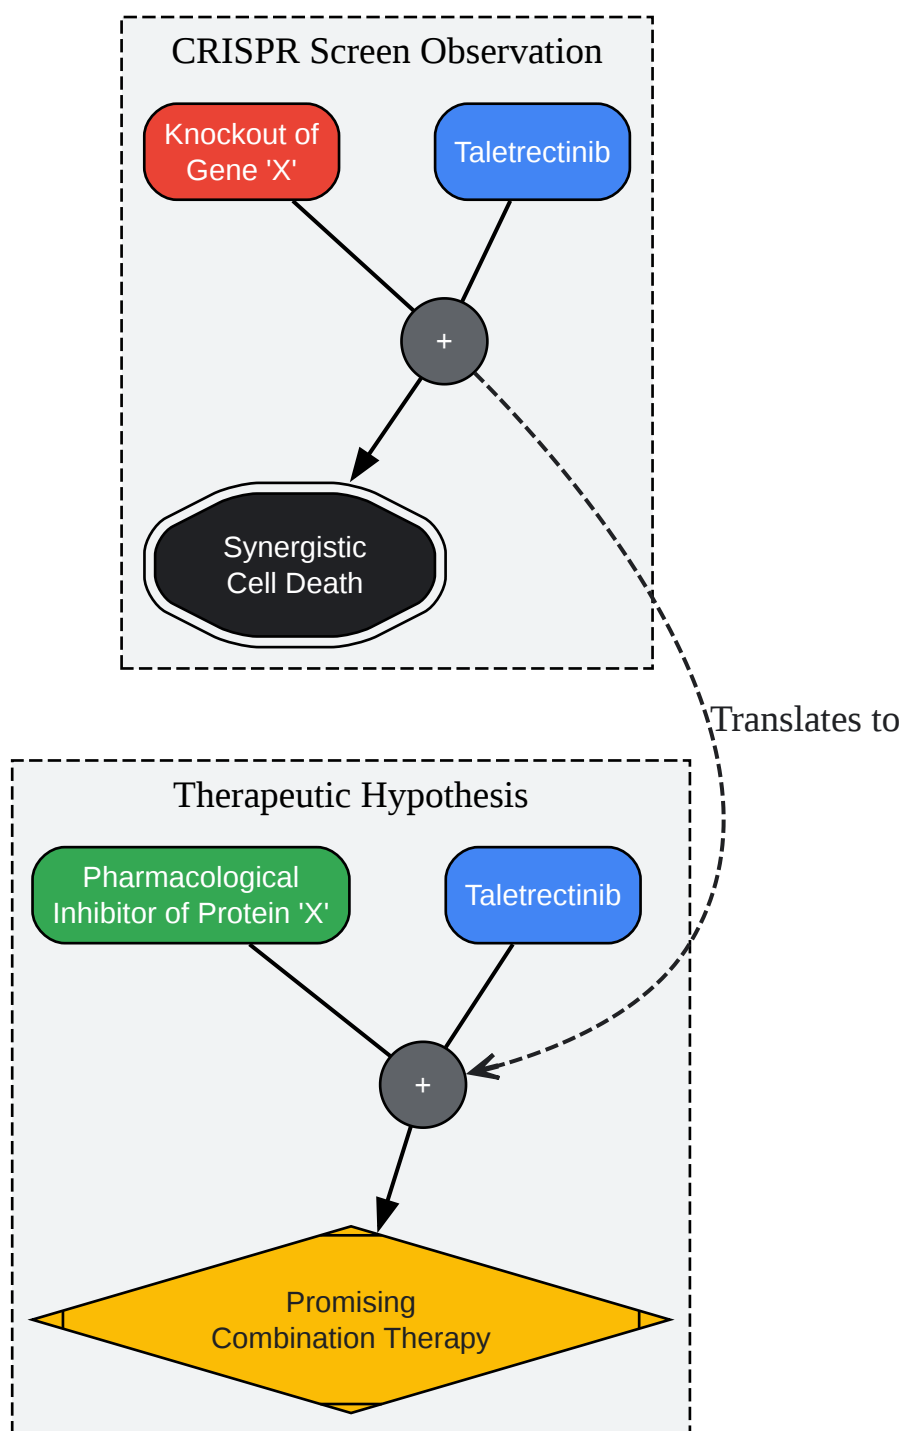 CRISPR Screen Observation
Knockout of
Gene 'X'
Taletrectinib
+
Synergistic
Cell Death
Translates to
Therapeutic Hypothesis
Pharmacological
Inhibitor of Protein 'X'
Taletrectinib
+
Promising
Combination Therapy